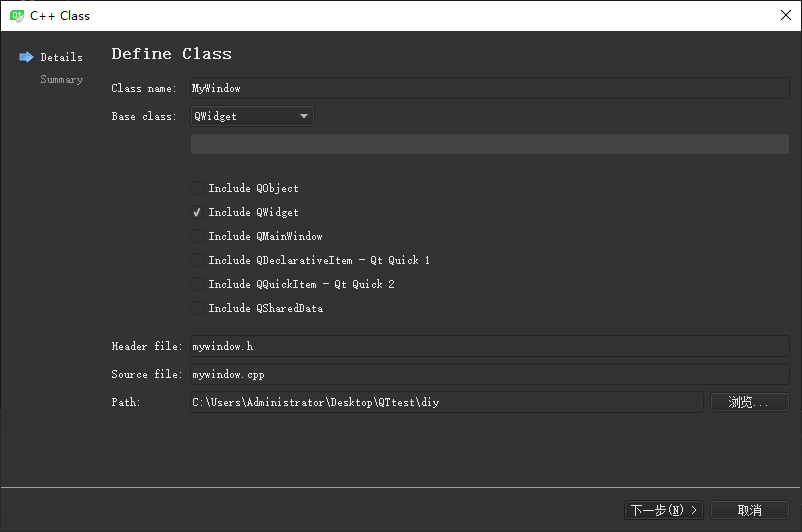 C++ Class
Details
Summary
Define Class
Class name: MyWindow
Base class: QWidget
Include QObject
Include QWidget
Include QMainWindow
Include QDeclarativeItem - Qt Quick 1
Include QQuickItem - Qt Quick 2
Include QSharedData
Header file: mywindow.h
Source file: mywindow.cpp
Path: C:\Users\Administrator\Desktop\QTtest\diy 浏览...
下一步(N) > 取消